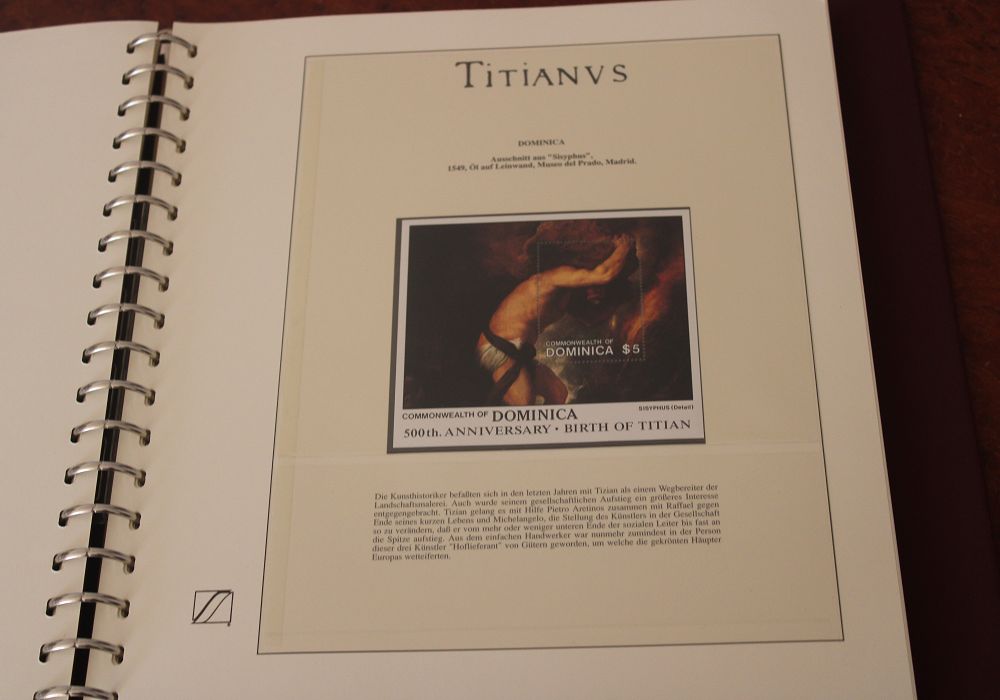 TITIANVS
DOMINICA
Ausschnitt aus "Sisyphus",
1549, Öl auf Leinwand, Museo del Prado, Madrid.
COMMONWEALTH OF
DOMINICA $5
SISYPHUS (Detail)
COMMONWEALTH OF DOMINICA
500th. ANNIVERSARY • BIRTH OF TITIAN
Die Kunsthistoriker befaßten sich in den letzten Jahren mit Tizian als einem Wegbereiter der
Landschaftsmalerei. Auch wurde seinem gesellschaftlichen Aufstieg ein größeres Interesse
entgegengebracht. Tizian gelang es mit Hilfe Pietro Aretinos zusammen mit Raffael gegen
Ende seines kurzen Lebens und Michelangelo, die Stellung des Künstlers in der Gesellschaft
so zu verändern, daß er vom mehr oder weniger unteren Ende der sozialen Leiter bis fast an
die Spitze aufstieg. Aus dem einfachen Handwerker war nunmehr zumindest in der Person
dieser drei Künstler "Hoflieferant" von Gütern geworden, um welche die gekrönten Häupter
Europas wetteiferten.